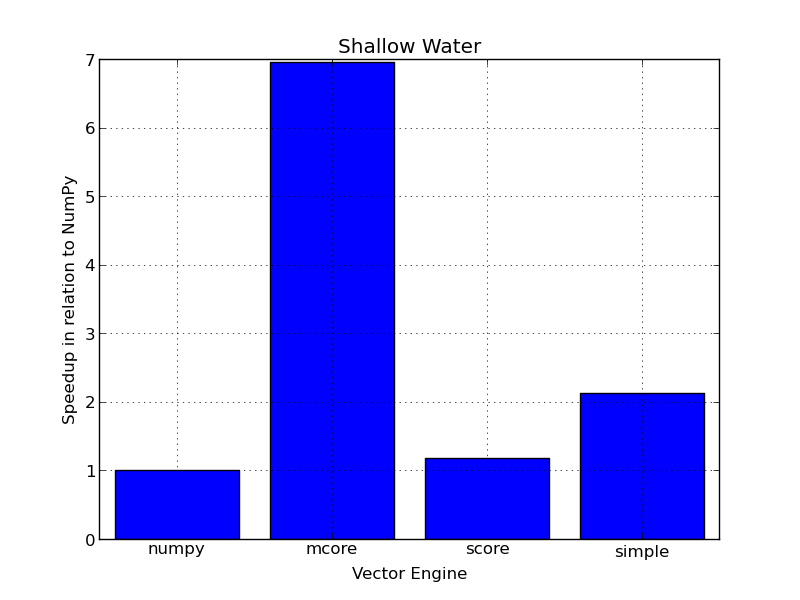 Shallow Water
Speedup in relation to NumPy
7
6
5
4
3
2
1
0
numpy mcore score simple
Vector Engine